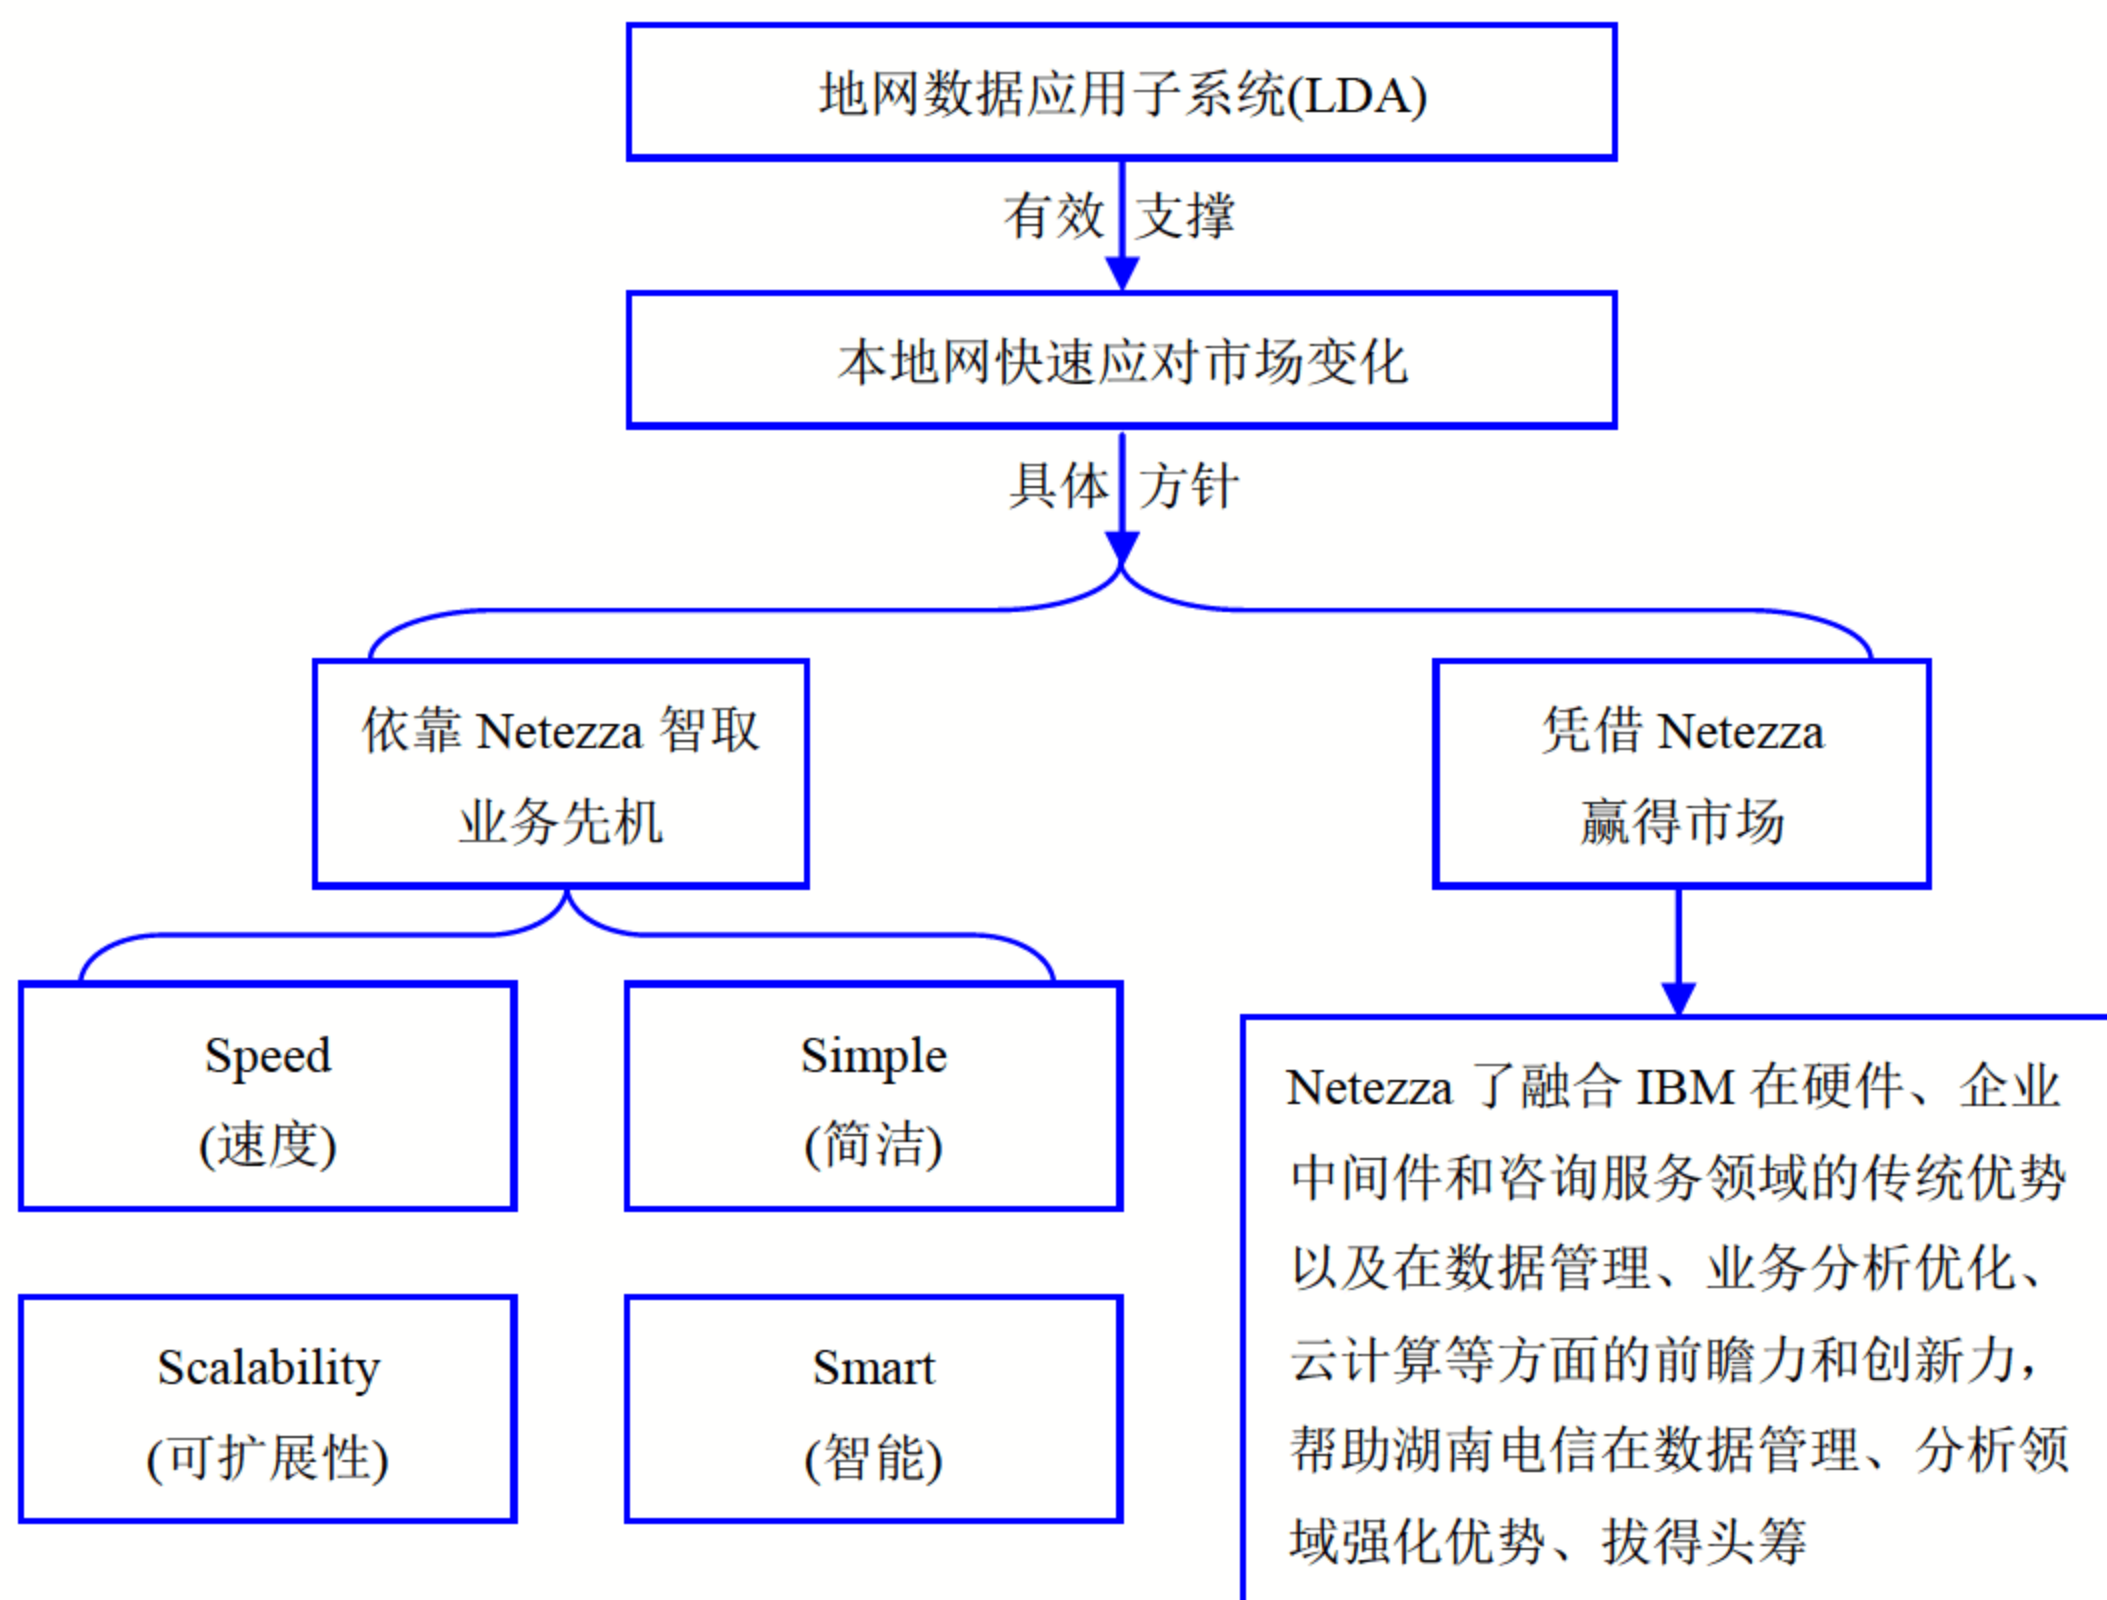 地网数据应用子系统(LDA)
有效 支撑
本地网快速应对市场变化
具体 方针
依靠 Netezza 智取
业务先机
凭借 Netezza
赢得市场
Speed
(速度)
Simple
(简洁)
Scalability
(可扩展性)
Smart
(智能)
Netezza 了融合 IBM 在硬件、企业
中间件和咨询服务领域的传统优势
以及在数据管理、业务分析优化、
云计算等方面的前瞻力和创新力，
帮助湖南电信在数据管理、分析领
域强化优势、拔得头筹